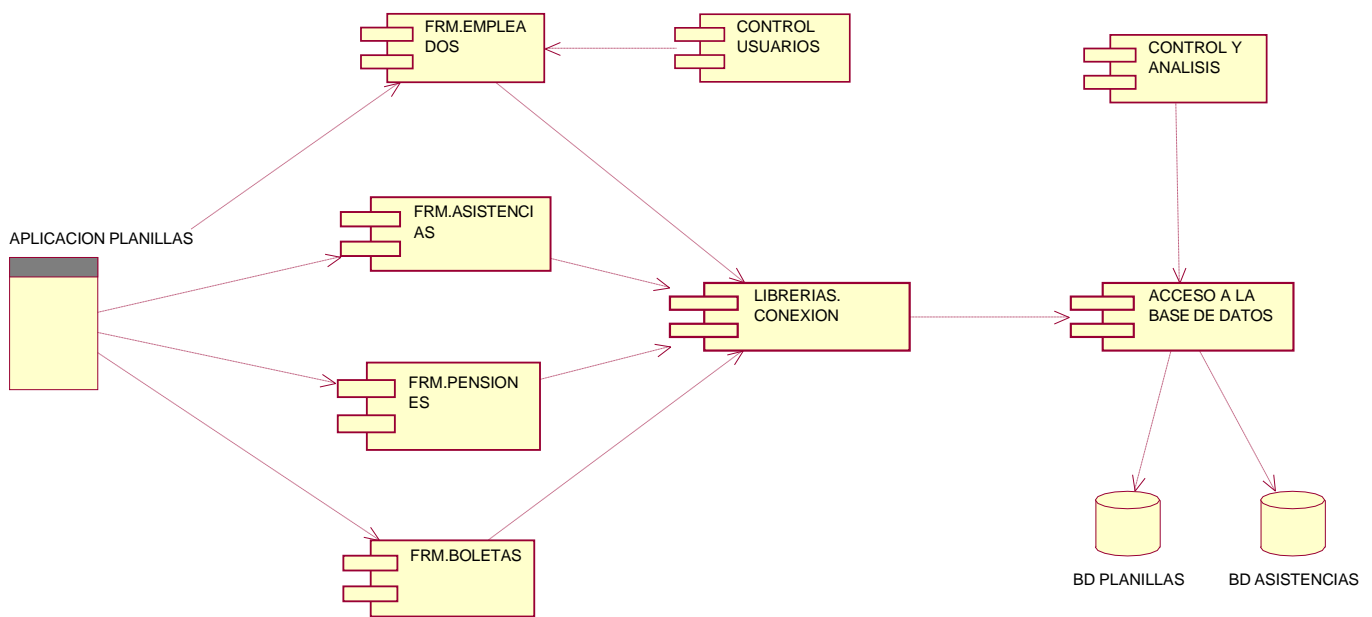 FRM.EMPLEA
DOS
CONTROL
USUARIOS
CONTROL Y
ANALISIS
FRM.ASISTENCI
AS
APLICACION PLANILLAS
LIBRERIAS.
CONEXION
ACCESO A LA
BASE DE DATOS
FRM.PENSION
ES
FRM.BOLETAS
BD PLANILLAS
BD ASISTENCIAS